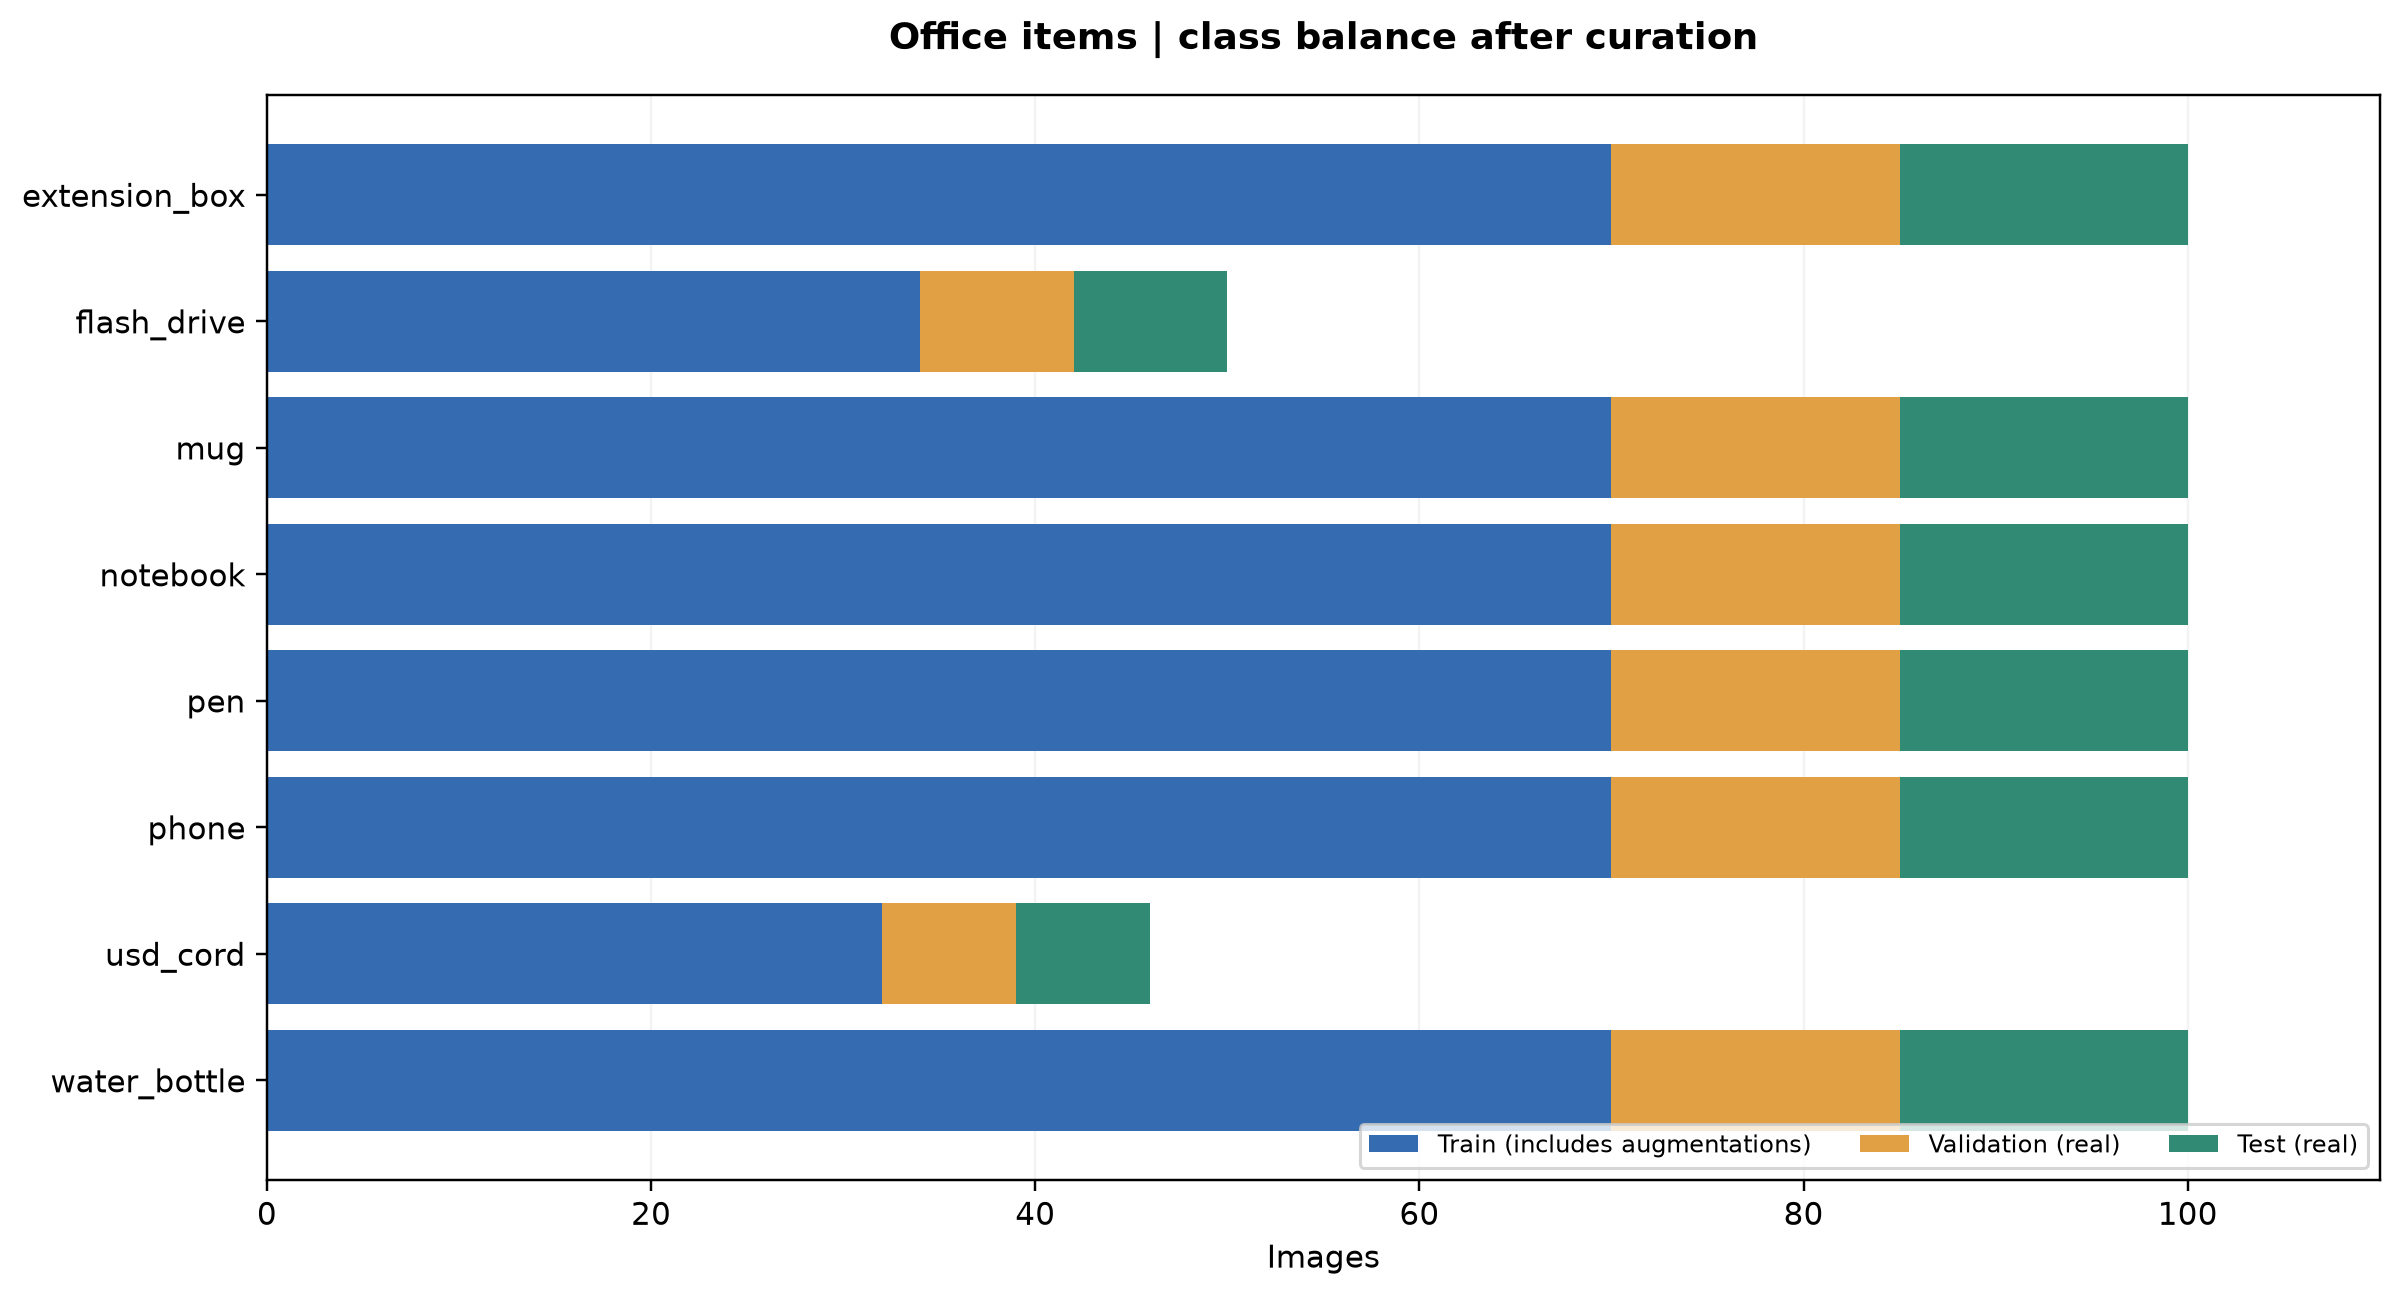 Office items | class balance after curation
extension_box
flash_drive
mug
notebook
pen
phone
usd_cord
water_bottle
Train (includes augmentations) Validation (real) Test (real)
0 20 40 60 80 100
Images